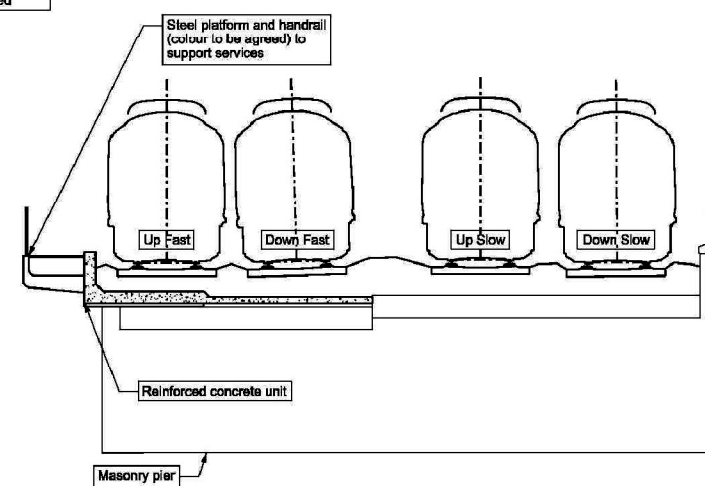 Steel platform and handrail
(colour to be agreed) to
support services
Up Fast
Down Fast
Up Slow
Down Slow
Reinforced concrete unit
Masonry pier